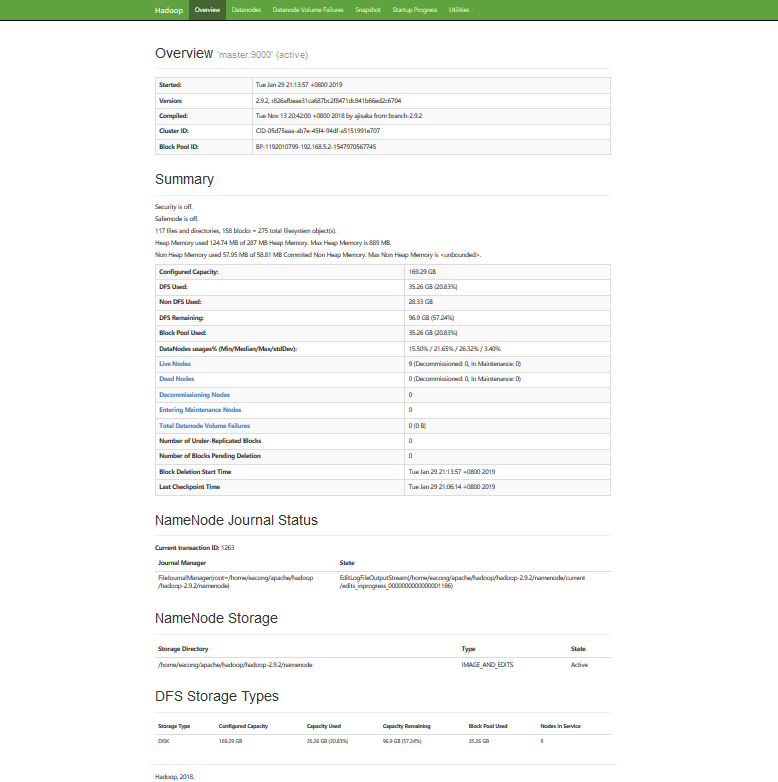 Hadoop Overview Datanodes Datanode Volume Failures Snapshot Startup Progress Utilities
Overview 'master:9000' (active)
Started: Tue Jan 29 21:13:57 +0800 2019
Version: 2.9.2, r826afbeae31ca687bc2f8471dc841b66ed2c6704
Compiled: Tue Nov 13 20:42:00 +0800 2018 by ajisaka from branch-2.9.2
Cluster ID: CID-05d75aaa-ab7e-45f4-94df-a5151991e707
Block Pool ID: BP-1192010799-192.168.5.2-1547970567745
Summary
Security is off.
Safemode is off.
117 files and directories, 158 blocks = 275 total filesystem object(s).
Heap Memory used 124.74 MB of 287 MB Heap Memory. Max Heap Memory is 889 MB.
Non Heap Memory used 57.95 MB of 58.81 MB Commited Non Heap Memory. Max Non Heap Memory is <unbounded>.
Configured Capacity: 169.29 GB
DFS Used: 35.26 GB (20.83%)
Non DFS Used: 28.33 GB
DFS Remaining: 96.9 GB (57.24%)
Block Pool Used: 35.26 GB (20.83%)
DataNodes usages% (Min/Median/Max/stdDev): 15.50% / 21.65% / 26.32% / 3.40%
Live Nodes 9 (Decommissioned: 0, In Maintenance: 0)
Dead Nodes 0 (Decommissioned: 0, In Maintenance: 0)
Decommissioning Nodes 0
Entering Maintenance Nodes 0
Total Datanode Volume Failures 0 (0 B)
Number of Under-Replicated Blocks 0
Number of Blocks Pending Deletion 0
Block Deletion Start Time Tue Jan 29 21:13:57 +0800 2019
Last Checkpoint Time Tue Jan 29 21:06:14 +0800 2019
NameNode Journal Status
Current transaction ID: 1263
Journal Manager State
FileJournalManager(root=/home/eacong/apache/hadoop EditLogFileOutputStream(/home/eacong/apache/hadoop/hadoop-2.9.2/namenode/current
/hadoop-2.9.2/namenode) /edits_inprogress_0000000000000001186)
NameNode Storage
Storage Directory Type State
/home/eacong/apache/hadoop/hadoop-2.9.2/namenode IMAGE_AND_EDITS Active
DFS Storage Types
Storage Type Configured Capacity Capacity Used Capacity Remaining Block Pool Used Nodes In Service
DISK 169.29 GB 35.26 GB (20.83%) 96.9 GB (57.24%) 35.26 GB 9
Hadoop, 2018.